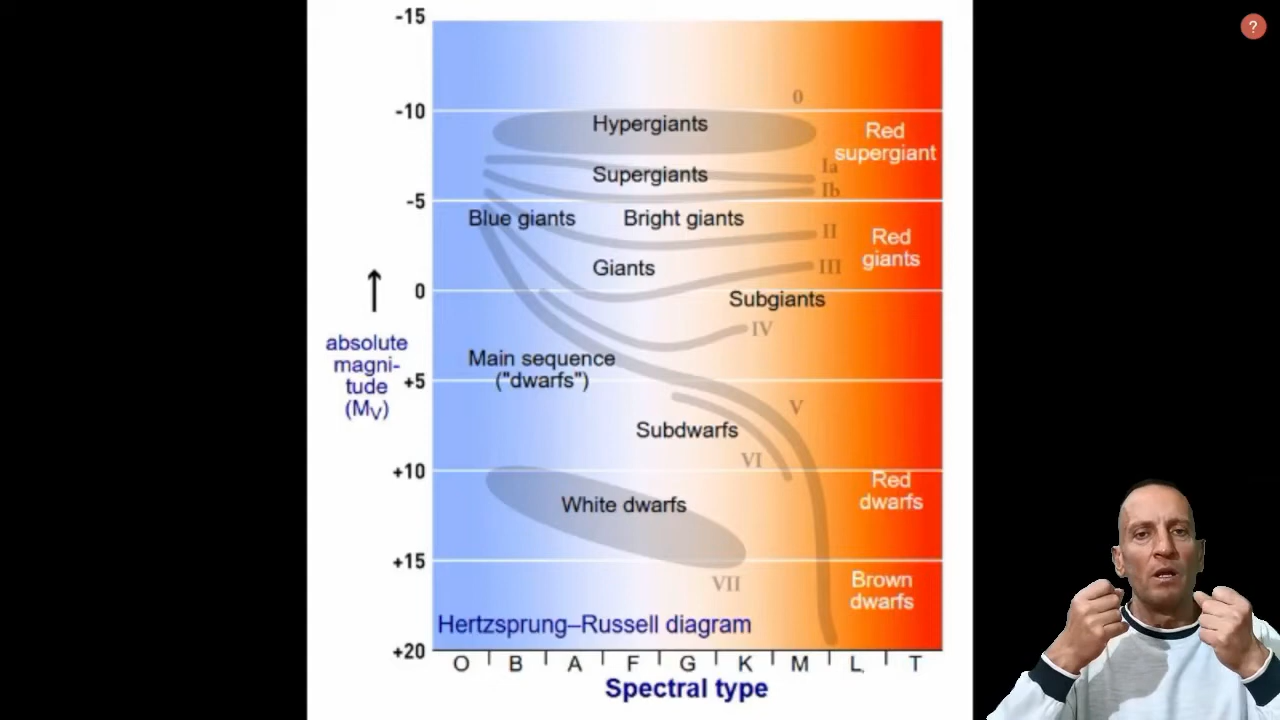 -15
?
-10
0
Hypergiants
Red
supergiant
Ia
Supergiants
Ib
-5
Blue giants
Bright giants
II
Red
giants
Giants
III
0
Subgiants
IV
absolute
magni-
tude
(MV)
Main sequence
("dwarfs")
+5
V
Subdwarfs
VI
+10
Red
dwarfs
White dwarfs
+15
VII
Brown
dwarfs
Hertzsprung–Russell diagram
+20
O B A F G K M L T
Spectral type